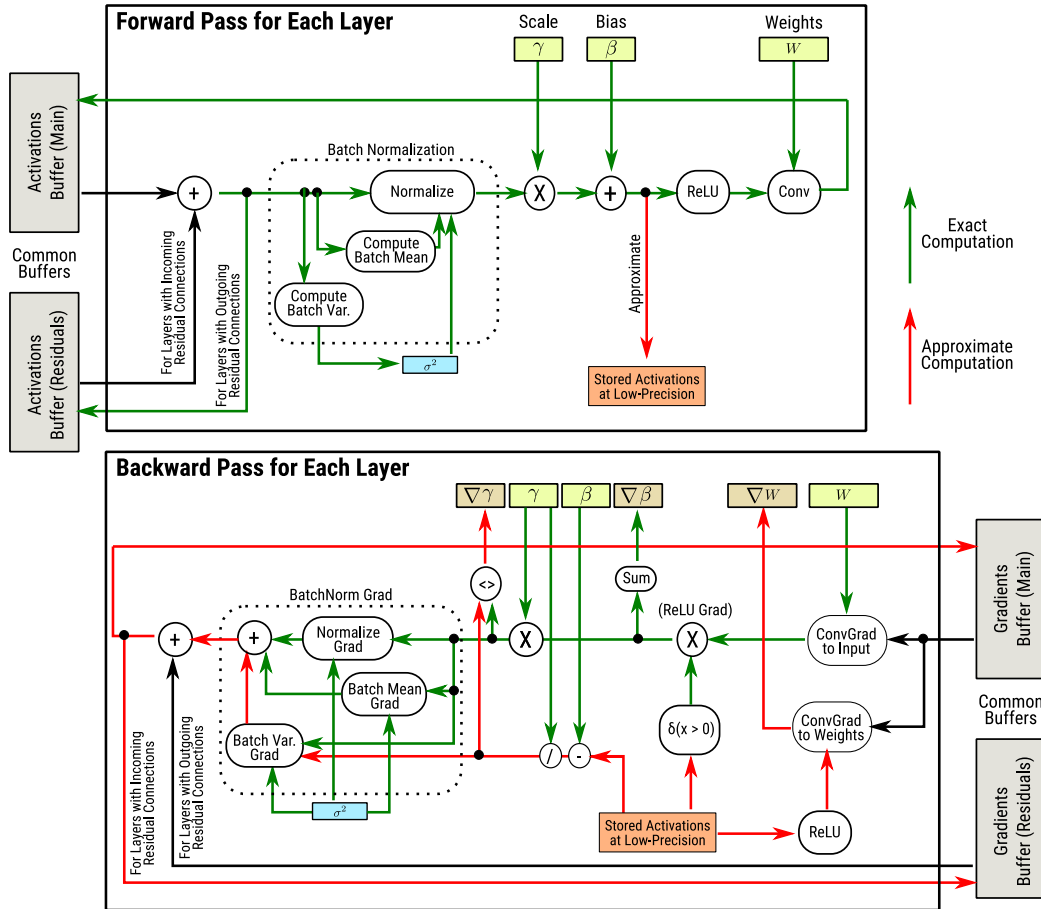 Forward Pass for Each Layer
Scale
Bias
Weights
γ
β
W
Activations
Buffer (Main)
Batch Normalization
+
Normalize
X
+
ReLU
Conv
Compute
Batch Mean
Compute
Batch Var.
σ²
Common
Buffers
For Layers with Incoming
Residual Connections
For Layers with Outgoing
Residual Connections
Approximate
Stored Activations
at Low-Precision
Activations
Buffer (Residuals)
Exact
Computation
Approximate
Computation
Backward Pass for Each Layer
∇γ
γ
β
∇β
∇W
W
<>
Sum
BatchNorm Grad
(ReLU Grad)
+
+
Normalize
Grad
X
X
ConvGrad
to Input
Gradients
Buffer (Main)
Batch Mean
Grad
Batch Var.
Grad
/
-
δ(x > 0)
ConvGrad
to Weights
Common
Buffers
For Layers with Incoming
Residual Connections
For Layers with Outgoing
Residual Connections
σ²
Stored Activations
at Low-Precision
ReLU
Gradients
Buffer (Residuals)